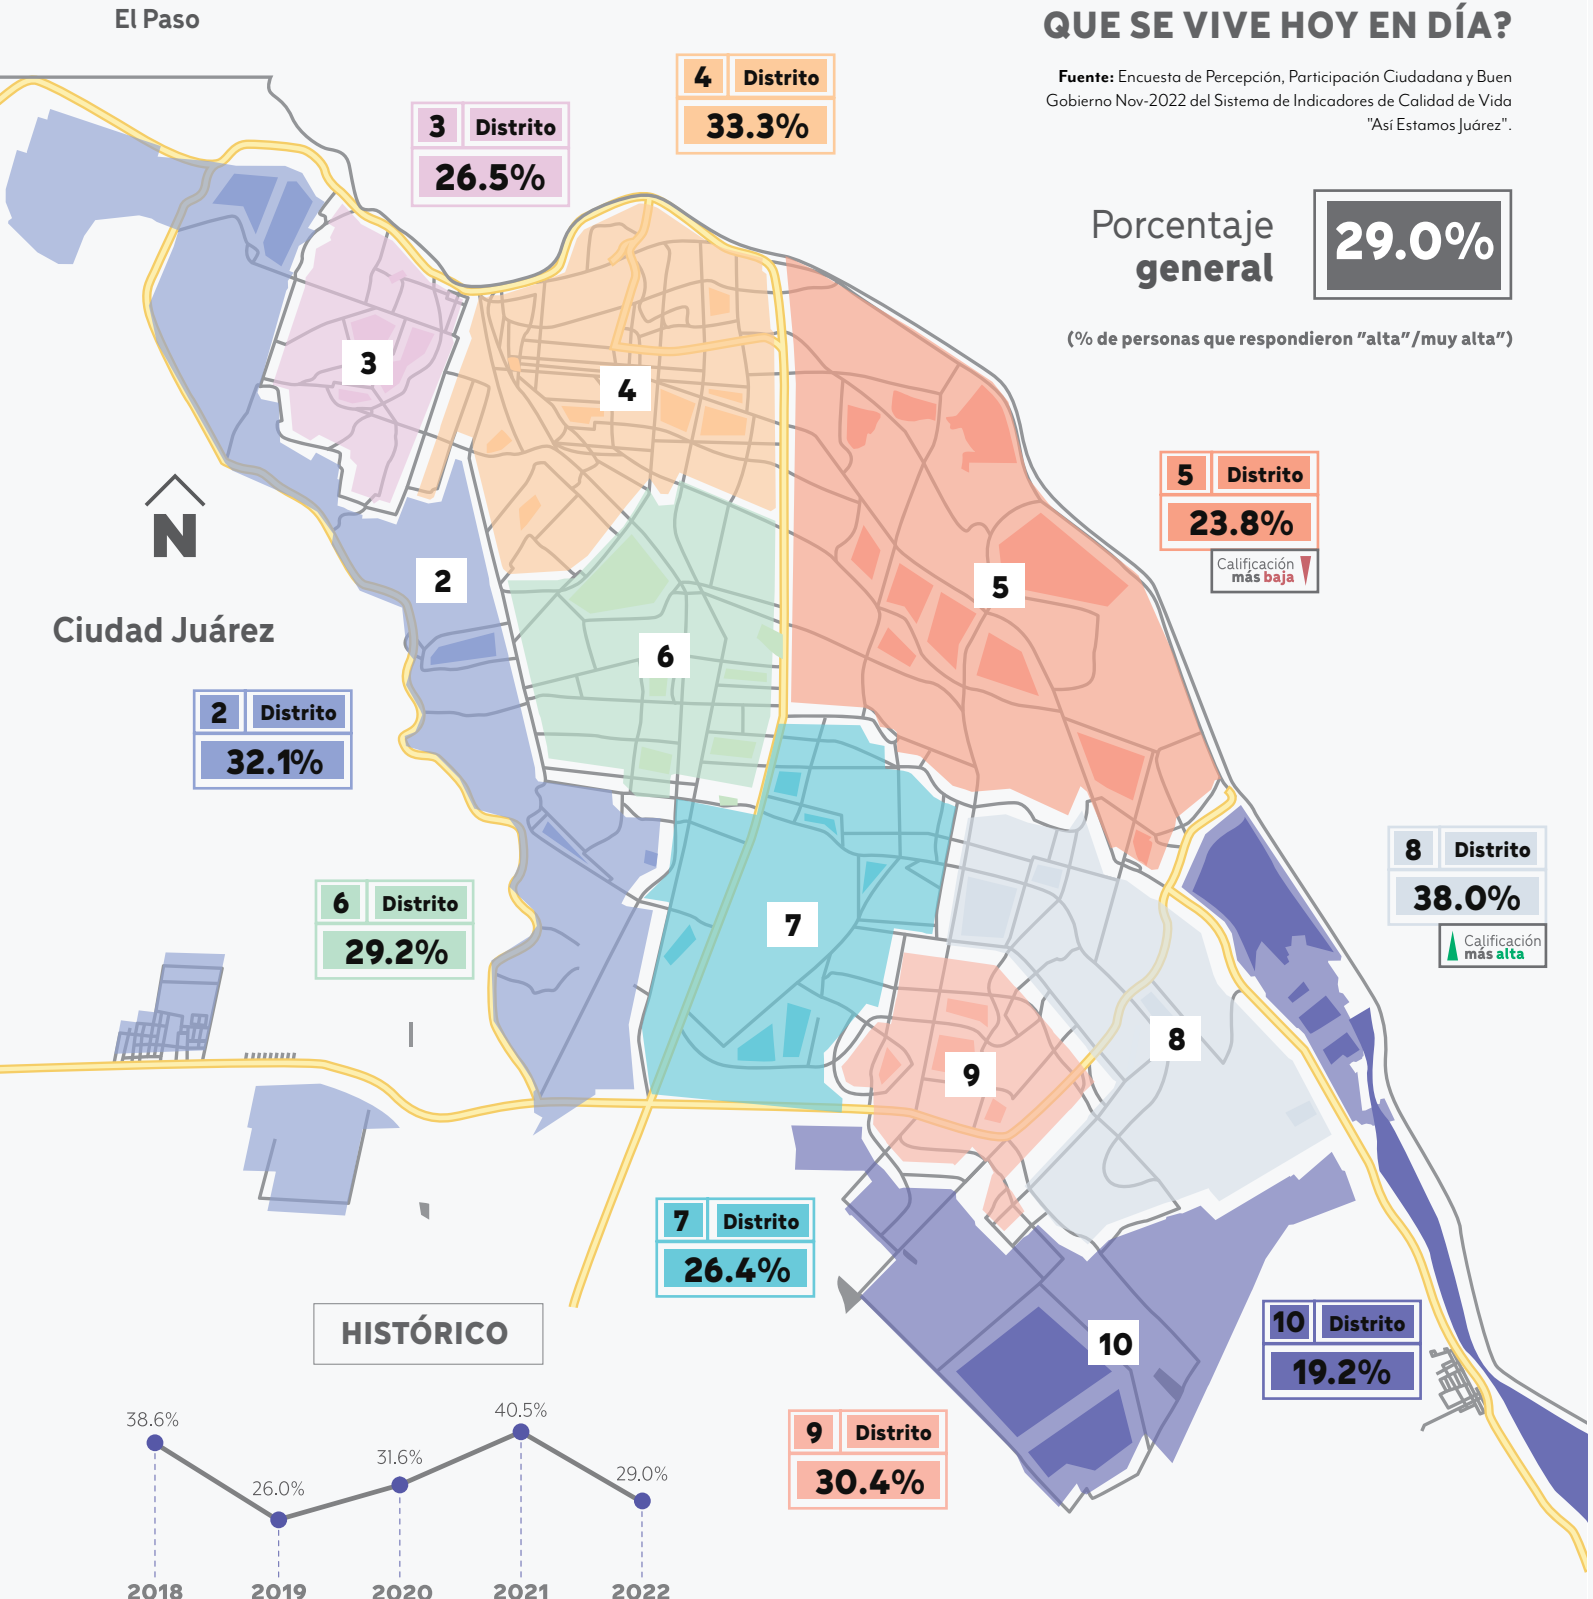 El Paso
QUE SE VIVE HOY EN DÍA?
Fuente: Encuesta de Percepción, Participación Ciudadana y Buen
Gobierno Nov-2022 del Sistema de Indicadores de Calidad de Vida
"Así Estamos Juárez".
Porcentaje
general
29.0%
(% de personas que respondieron "alta"/muy alta")
4 Distrito
33.3%
3 Distrito
26.5%
3
4
5 Distrito
23.8%
Calificación
más baja
N
2
5
Ciudad Juárez
6
2 Distrito
32.1%
8 Distrito
38.0%
Calificación
más alta
6 Distrito
29.2%
7
8
9
7 Distrito
26.4%
10
10 Distrito
19.2%
9 Distrito
30.4%
HISTÓRICO
38.6%
26.0%
31.6%
40.5%
29.0%
2018
2019
2020
2021
2022